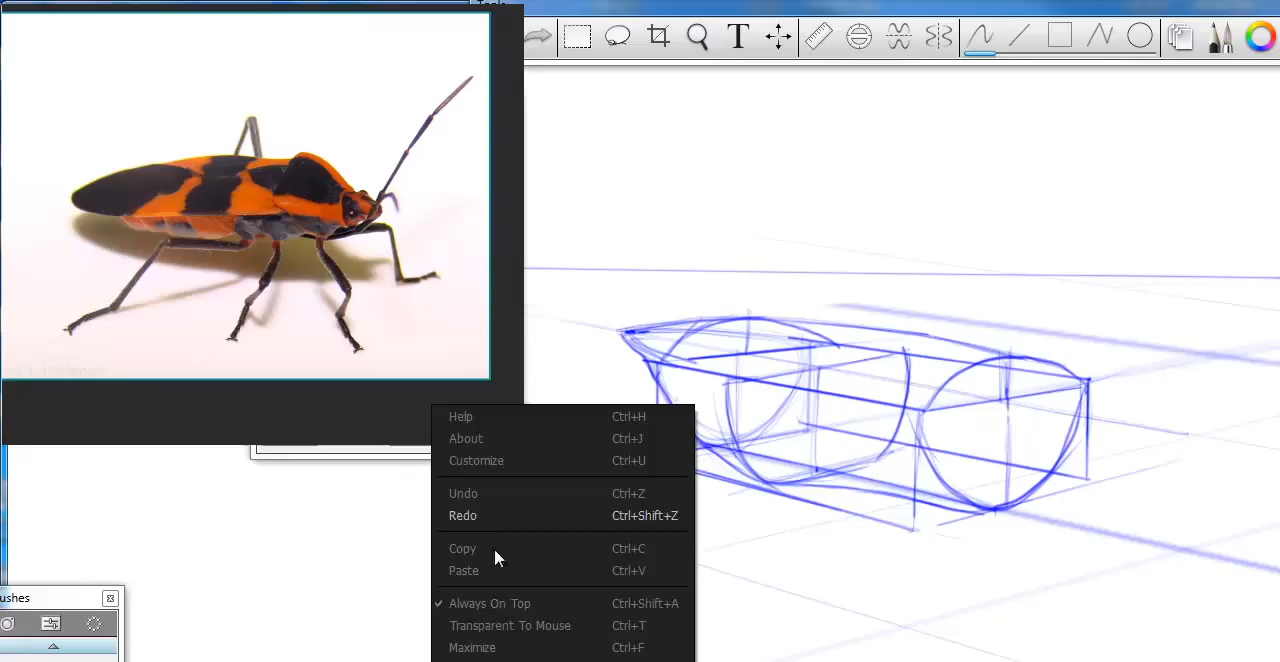 T
Help Ctrl+H
About Ctrl+J
Customize Ctrl+U
Undo Ctrl+Z
Redo Ctrl+Shift+Z
Copy Ctrl+C
Paste Ctrl+V
Always On Top Ctrl+Shift+A
Transparent To Mouse Ctrl+T
Maximize Ctrl+F
ushes